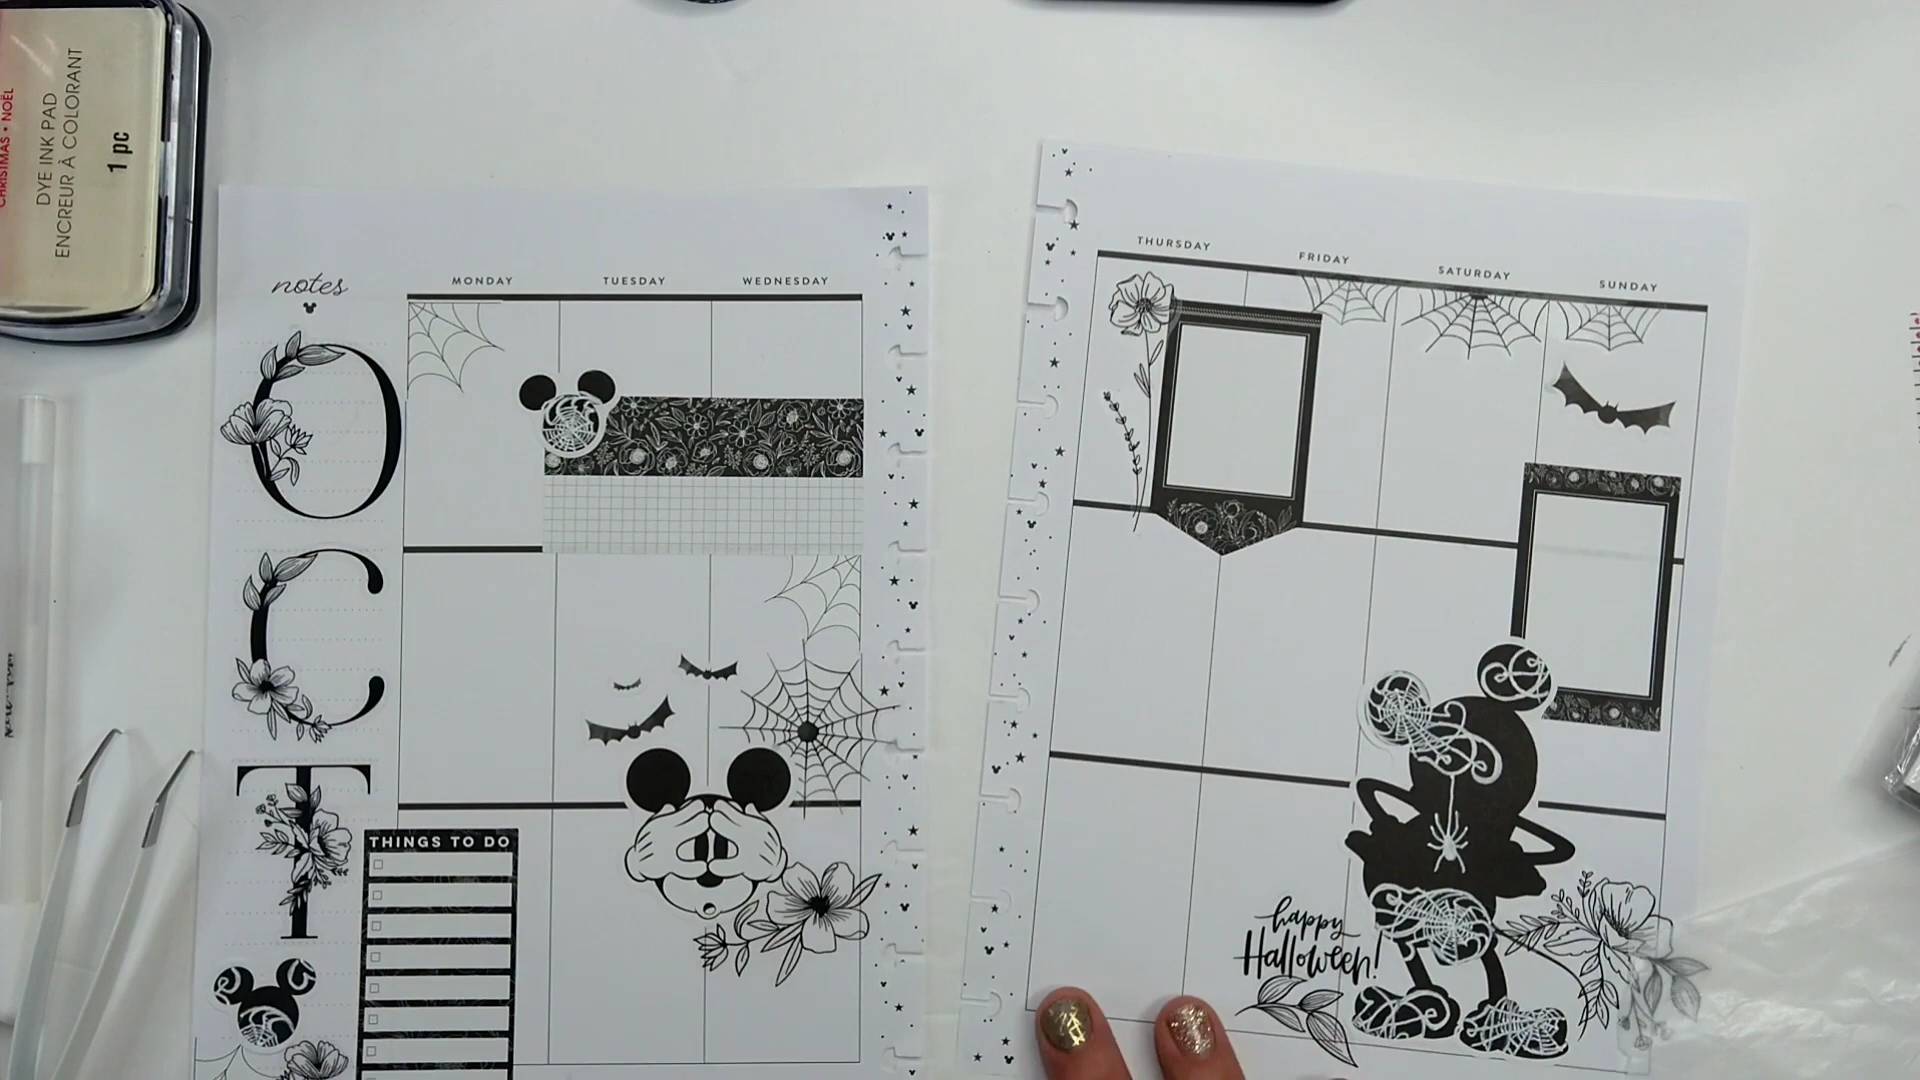 CHRISTMAS • NOËL
DYE INK PAD
ENCREUR À COLORANT
1 pc
notes
MONDAY
TUESDAY
WEDNESDAY
THURSDAY
FRIDAY
SATURDAY
SUNDAY
O
C
T
THINGS TO DO
happy
Halloween!